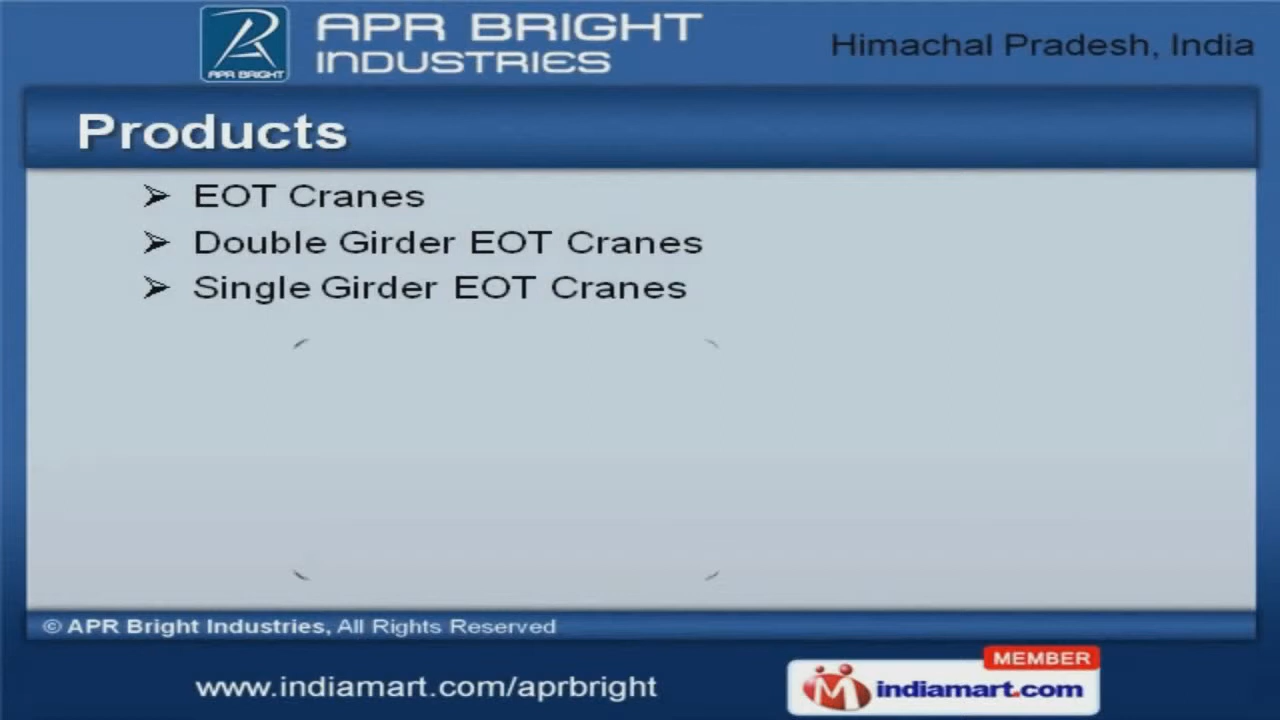 APR BRIGHT
APR BRIGHT
INDUSTRIES
Himachal Pradesh, India
Products
EOT Cranes
Double Girder EOT Cranes
Single Girder EOT Cranes
© APR Bright Industries, All Rights Reserved
www.indiamart.com/aprbright
MEMBER
indiamart.com